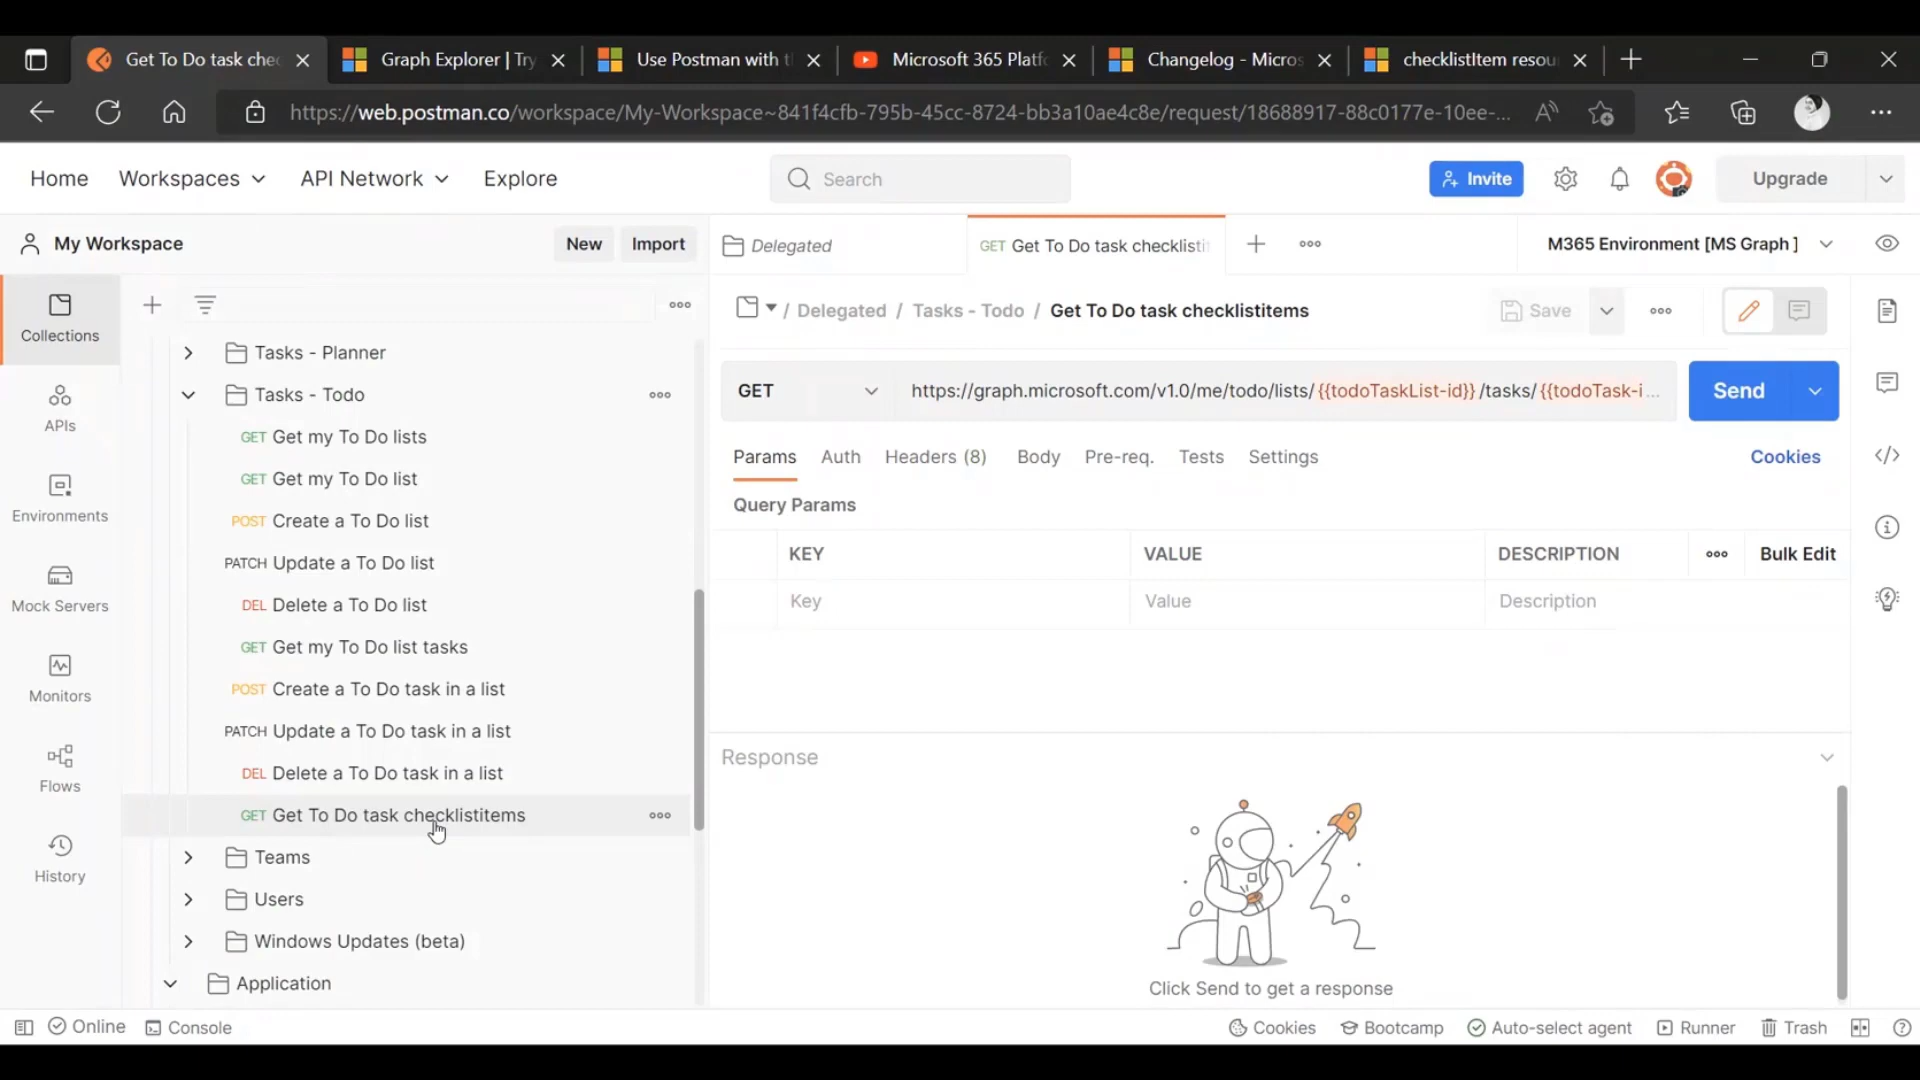 Get To Do task chec
Graph Explorer | Try
Use Postman with t
Microsoft 365 Platfo
Changelog - Micros
checklistItem resou
https://web.postman.co/workspace/My-Workspace~841f4cfb-795b-45cc-8724-bb3a10ae4c8e/request/18688917-88c0177e-10ee-...
Home
Workspaces
API Network
Explore
Search
Invite
Upgrade
My Workspace
New
Import
Delegated
GET Get To Do task checklisti
M365 Environment [MS Graph ]
Collections
APIs
Environments
Mock Servers
Monitors
Flows
History
Tasks - Planner
Tasks - Todo
GET Get my To Do lists
GET Get my To Do list
POST Create a To Do list
PATCH Update a To Do list
DEL Delete a To Do list
GET Get my To Do list tasks
POST Create a To Do task in a list
PATCH Update a To Do task in a list
DEL Delete a To Do task in a list
GET Get To Do task checklistitems
Teams
Users
Windows Updates (beta)
Application
/ Delegated / Tasks - Todo / Get To Do task checklistitems
Save
GET
https://graph.microsoft.com/v1.0/me/todo/lists/{{todoTaskList-id}}/tasks/{{todoTask-i...
Send
Params
Auth
Headers (8)
Body
Pre-req.
Tests
Settings
Cookies
Query Params
KEY
VALUE
DESCRIPTION
Bulk Edit
Key
Value
Description
Response
Click Send to get a response
Online
Console
Cookies
Bootcamp
Auto-select agent
Runner
Trash